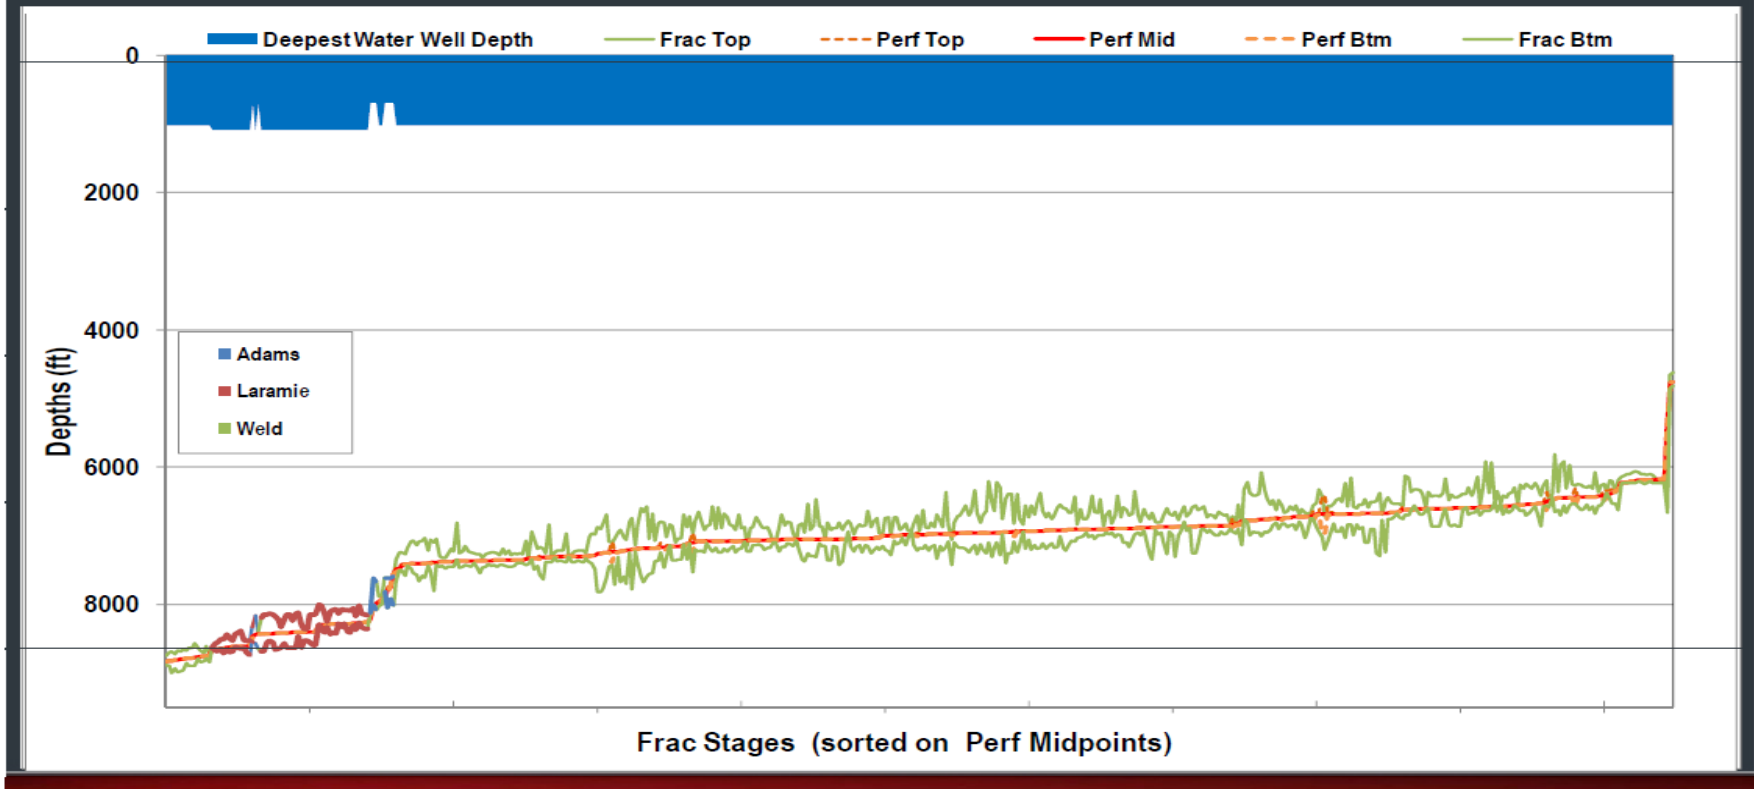 Deepest Water Well Depth Frac Top Perf Top Perf Mid Perf Btm Frac Btm
0
2000
4000
6000
8000
Depths (ft)
Adams
Laramie
Weld
Frac Stages (sorted on Perf Midpoints)